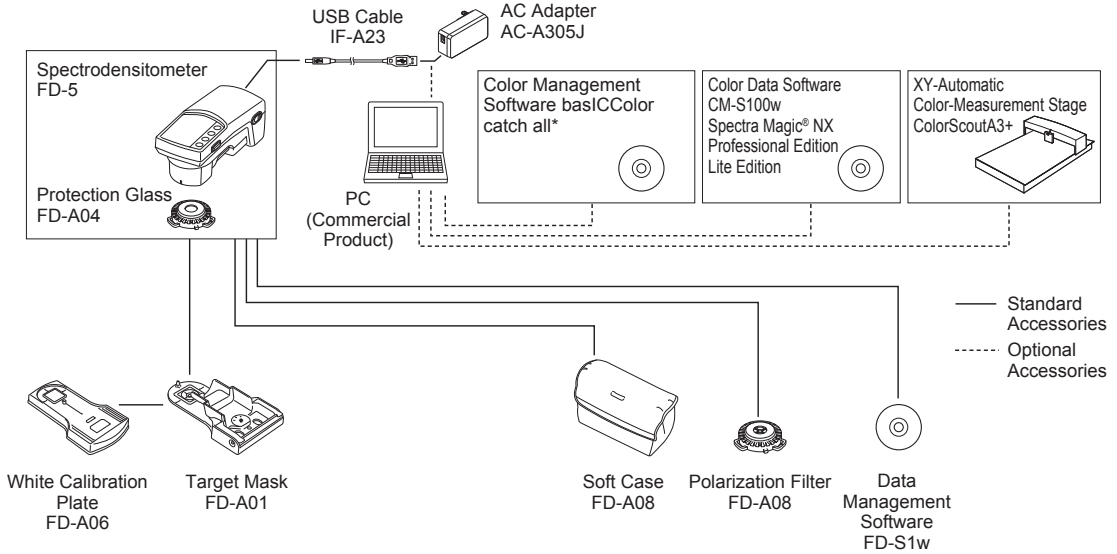 USB Cable
IF-A23
AC Adapter
AC-A305J
Spectrodensitometer
FD-5
Protection Glass
FD-A04
PC
(Commercial
Product)
Color Management
Software basICColor
catch all*
Color Data Software
CM-S100w
Spectra Magic® NX
Professional Edition
Lite Edition
XY-Automatic
Color-Measurement Stage
ColorScoutA3+
Standard
Accessories
Optional
Accessories
White Calibration
Plate
FD-A06
Target Mask
FD-A01
Soft Case
FD-A08
Polarization Filter
FD-A08
Data
Management
Software
FD-S1w